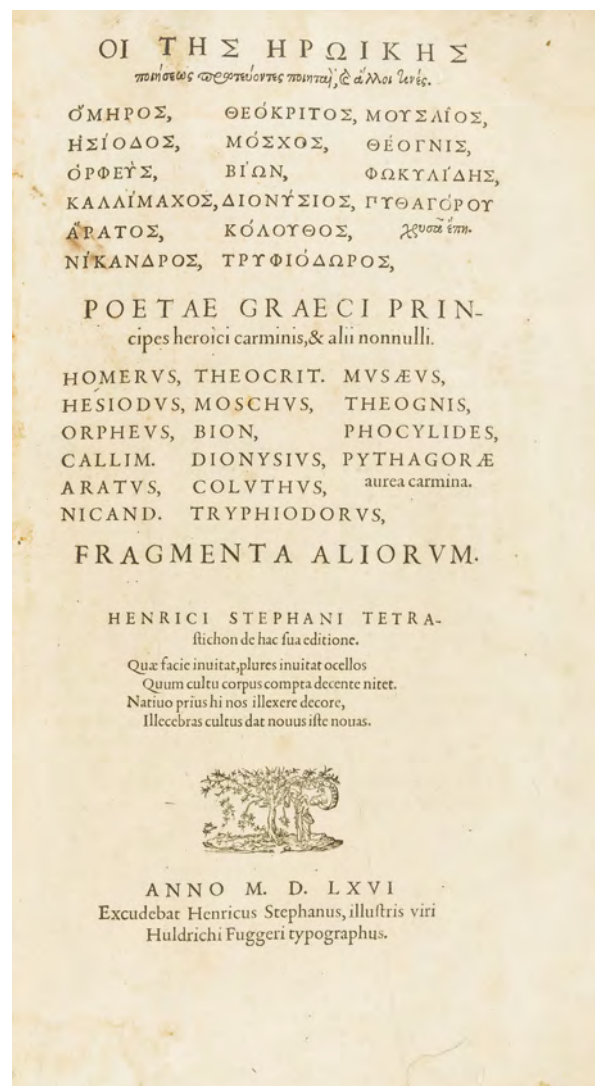 ΟΙ ΤΗΣ ΗΡΩΙΚΗΣ
ποιήσεως πρωτεύοντες ποιηταὶ, & ἄλλοι τινές.
ὍΜΗΡΟΣ, ΘΕΌΚΡΙΤΟΣ, ΜΟΥΣΑΙ͂ΟΣ,
ἩΣΊΟΔΟΣ, ΜΌΣΧΟΣ, ΘΈΟΓΝΙΣ,
ὈΡΦΕῪΣ, ΒΊΩΝ, ΦΩΚΥΛΊΔΗΣ,
ΚΑΛΛΊΜΑΧΟΣ, ΔΙΟΝΎΣΙΟΣ, ΠΥΘΑΓΌΡΟΥ
ἌΡΑΤΟΣ, ΚΌΛΟΥΘΟΣ, χρυσᾶ ἔπη.
ΝΊΚΑΝΔΡΟΣ, ΤΡΥΦΙΌΔΩΡΟΣ,
POETAE GRAECI PRIN-
cipes heroici carminis, & alii nonnulli.
HOMERVS, THEOCRIT. MVSÆVS,
HESIODVS, MOSCHVS, THEOGNIS,
ORPHEVS, BION, PHOCYLIDES,
CALLIM. DIONYSIVS, PYTHAGORÆ
ARATVS, COLVTHVS, aurea carmina.
NICAND. TRYPHIODORVS,
FRAGMENTA ALIORVM.
HENRICI STEPHANI TETRA-
ſtichon de hac ſua editione.
Quæ facie inuitat, plures inuitat ocellos
Quum cultu corpus compta decente nitet.
Natiuo prius hi nos illexere decore,
Illecebras cultus dat nouus iſte nouas.
ANNO M. D. LXVI
Excudebat Henricus Stephanus, illuſtris viri
Huldrichi Fuggeri typographus.